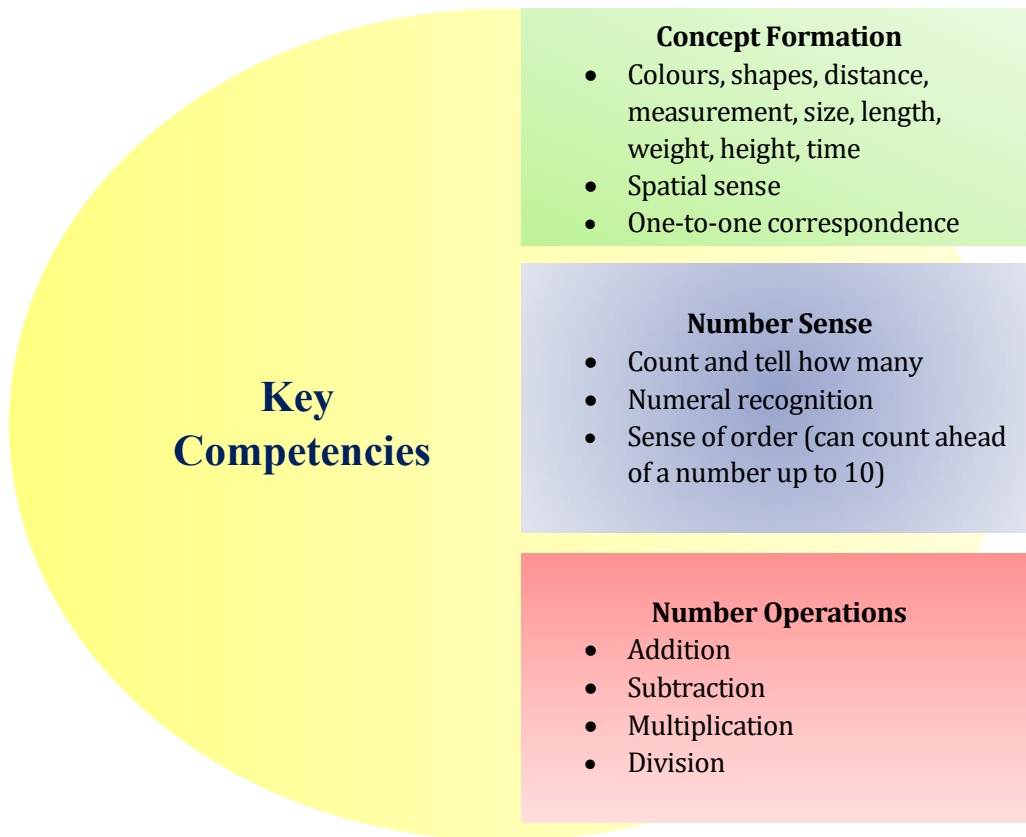 Key
Competencies
Concept Formation
• Colours, shapes, distance,
measurement, size, length,
weight, height, time
• Spatial sense
• One-to-one correspondence
Number Sense
• Count and tell how many
• Numeral recognition
• Sense of order (can count ahead
of a number up to 10)
Number Operations
• Addition
• Subtraction
• Multiplication
• Division